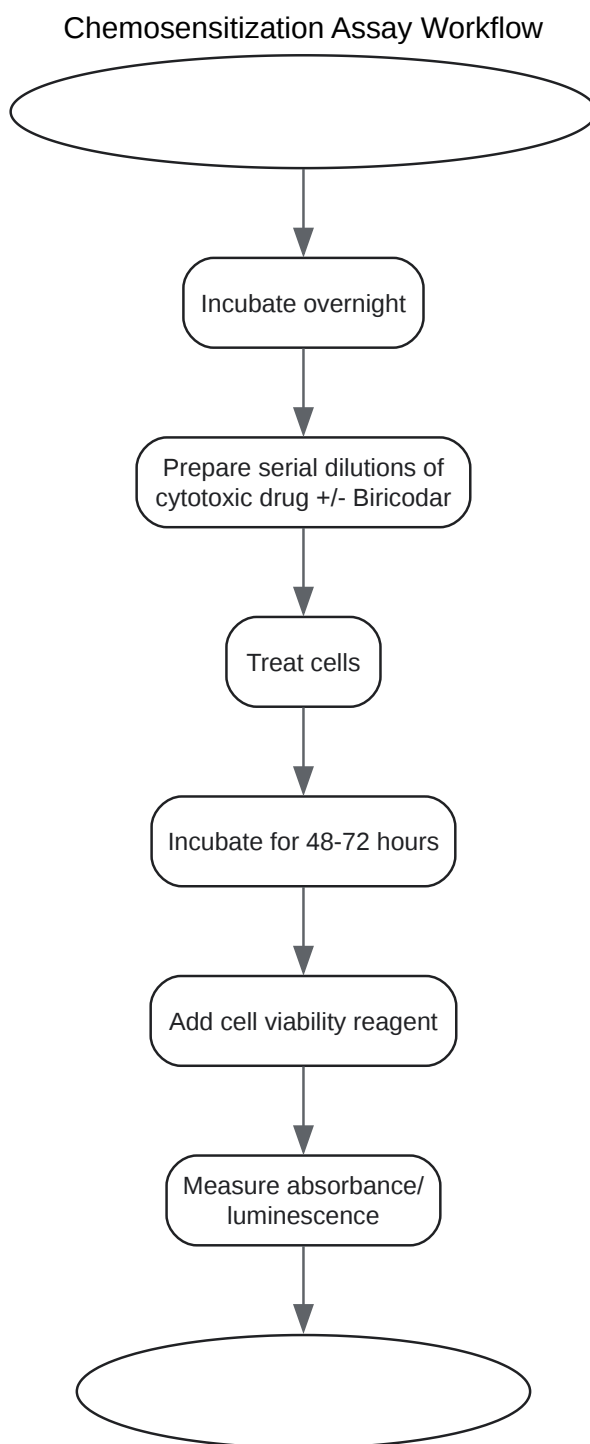 Chemosensitization Assay Workflow
Incubate overnight
Prepare serial dilutions of
cytotoxic drug +/- Biricodar
Treat cells
Incubate for 48-72 hours
Add cell viability reagent
Measure absorbance/
luminescence